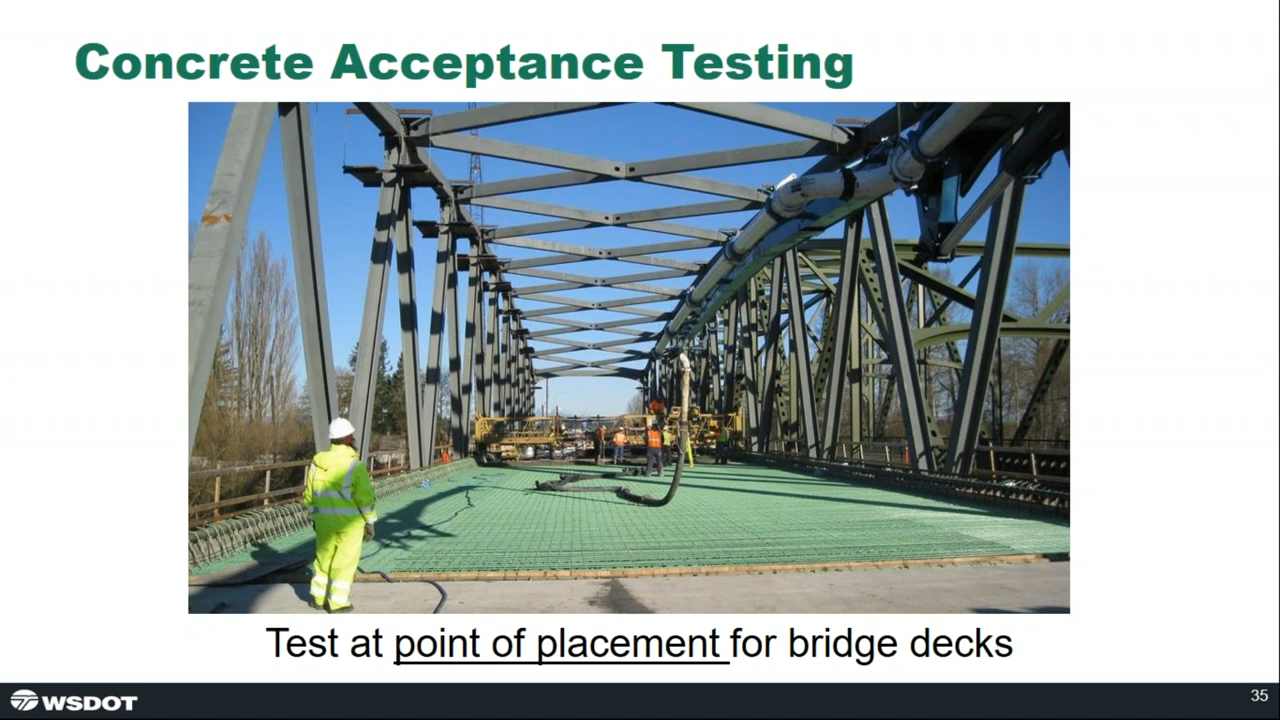 Concrete Acceptance Testing
Test at point of placement for bridge decks
WSDOT
35